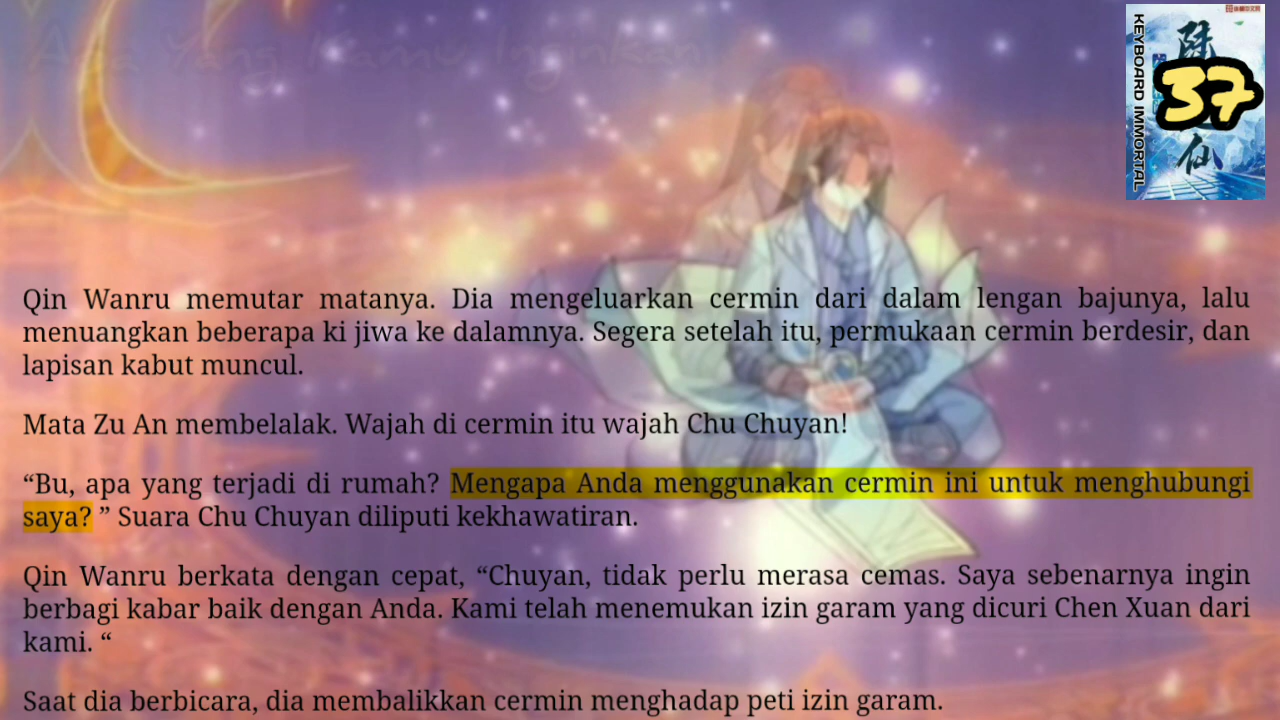 Apa Yang Kamu Inginkan
KEYBOARD IMMORTAL
37
仙
Qin Wanru memutar matanya. Dia mengeluarkan cermin dari dalam lengan bajunya, lalu
menuangkan beberapa ki jiwa ke dalamnya. Segera setelah itu, permukaan cermin berdesir, dan
lapisan kabut muncul.
Mata Zu An membelalak. Wajah di cermin itu wajah Chu Chuyan!
“Bu, apa yang terjadi di rumah? Mengapa Anda menggunakan cermin ini untuk menghubungi
saya? ” Suara Chu Chuyan diliputi kekhawatiran.
Qin Wanru berkata dengan cepat, “Chuyan, tidak perlu merasa cemas. Saya sebenarnya ingin
berbagi kabar baik dengan Anda. Kami telah menemukan izin garam yang dicuri Chen Xuan dari
kami. “
Saat dia berbicara, dia membalikkan cermin menghadap peti izin garam.